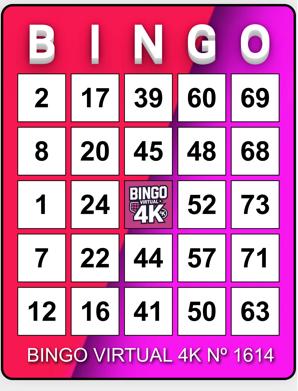 B I N G O
2 17 39 60 69
8 20 45 48 68
1 24 BINGO VIRTUAL 4K 52 73
7 22 44 57 71
12 16 41 50 63
BINGO VIRTUAL 4K Nº 1614